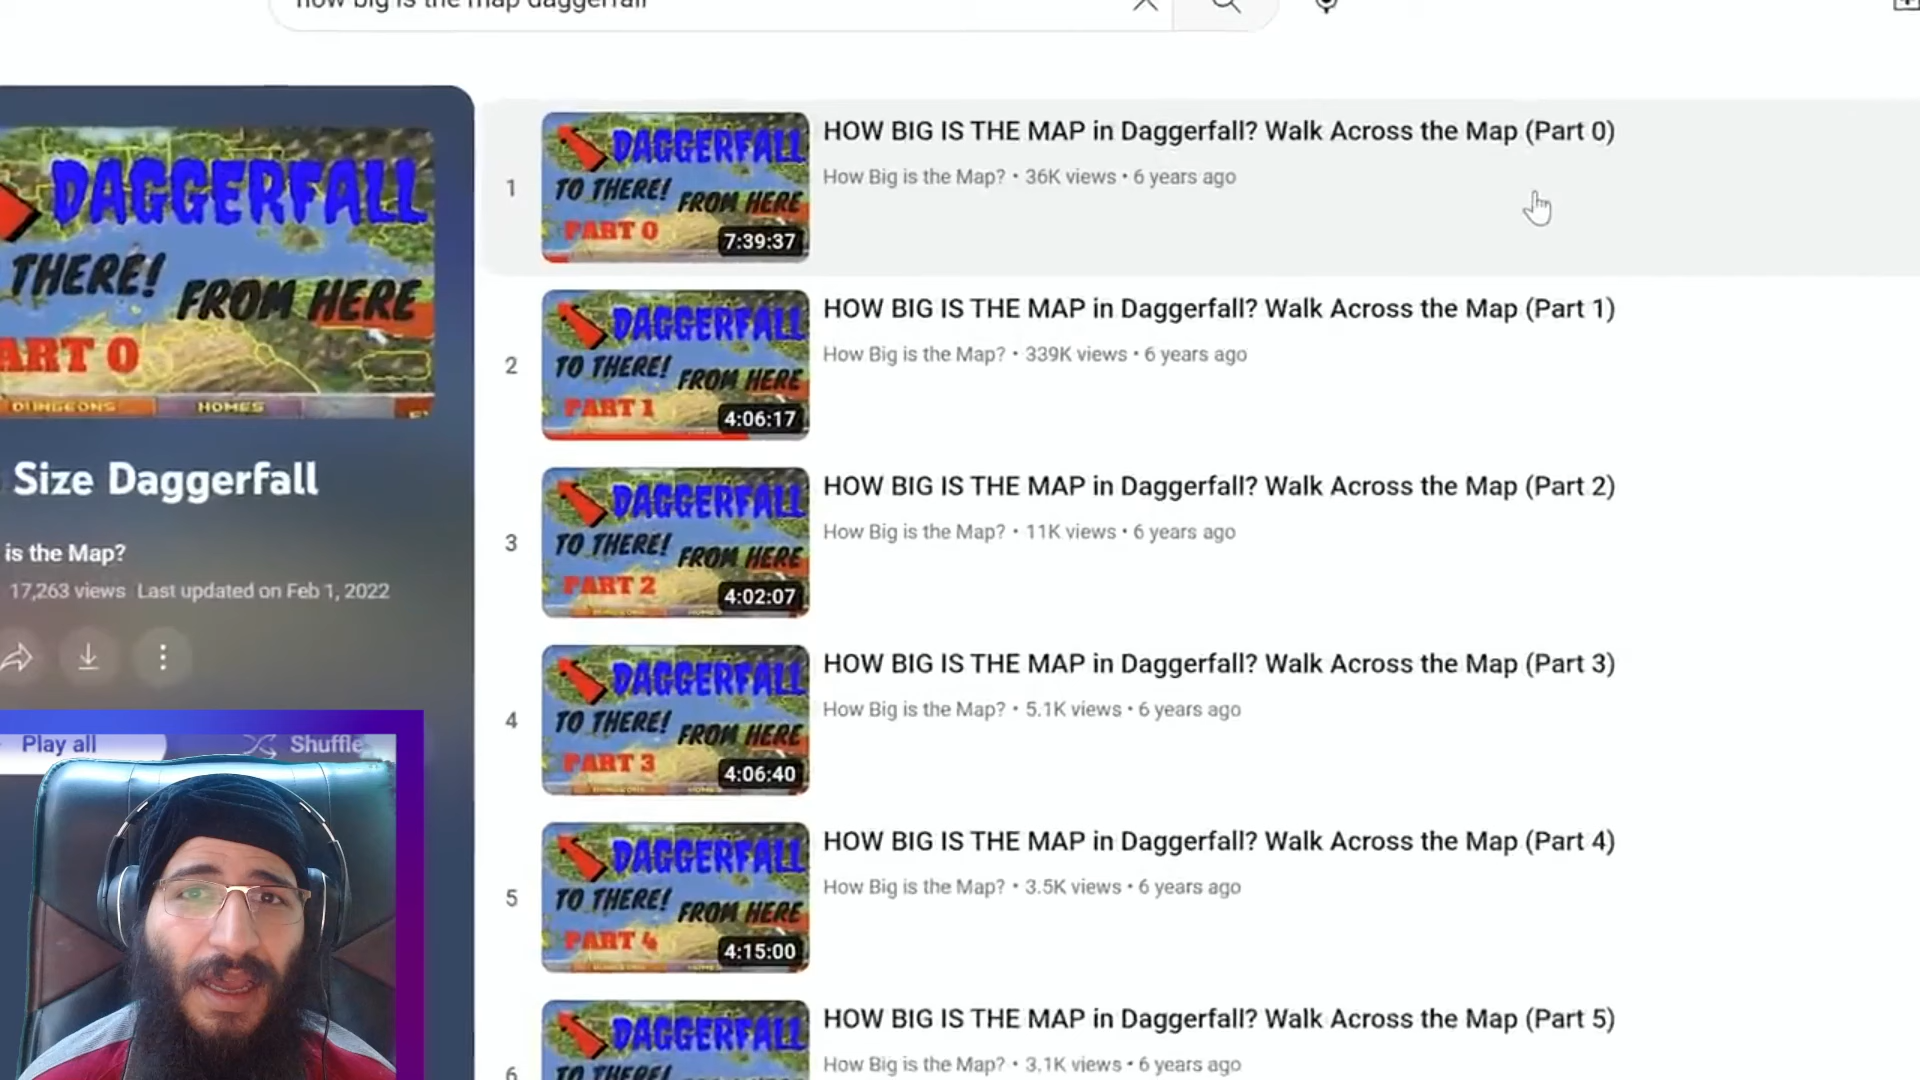 how big is the map daggerfall
DAGGERFALL
THERE!
FROM HERE
ART 0
DUNGEONS
HOMES
Size Daggerfall
is the Map?
17,263 views Last updated on Feb 1, 2022
Play all
Shuffle
1
DAGGERFALL
TO THERE!
FROM HERE
PART 0
7:39:37
HOW BIG IS THE MAP in Daggerfall? Walk Across the Map (Part 0)
How Big is the Map? • 36K views • 6 years ago
2
DAGGERFALL
TO THERE!
FROM HERE
PART 1
4:06:17
HOW BIG IS THE MAP in Daggerfall? Walk Across the Map (Part 1)
How Big is the Map? • 339K views • 6 years ago
3
DAGGERFALL
TO THERE!
FROM HERE
PART 2
4:02:07
HOW BIG IS THE MAP in Daggerfall? Walk Across the Map (Part 2)
How Big is the Map? • 11K views • 6 years ago
4
DAGGERFALL
TO THERE!
FROM HERE
PART 3
4:06:40
HOW BIG IS THE MAP in Daggerfall? Walk Across the Map (Part 3)
How Big is the Map? • 5.1K views • 6 years ago
5
DAGGERFALL
TO THERE!
FROM HERE
PART 4
4:15:00
HOW BIG IS THE MAP in Daggerfall? Walk Across the Map (Part 4)
How Big is the Map? • 3.5K views • 6 years ago
6
DAGGERFALL
TO THERE!
FROM HERE
HOW BIG IS THE MAP in Daggerfall? Walk Across the Map (Part 5)
How Big is the Map? • 3.1K views • 6 years ago